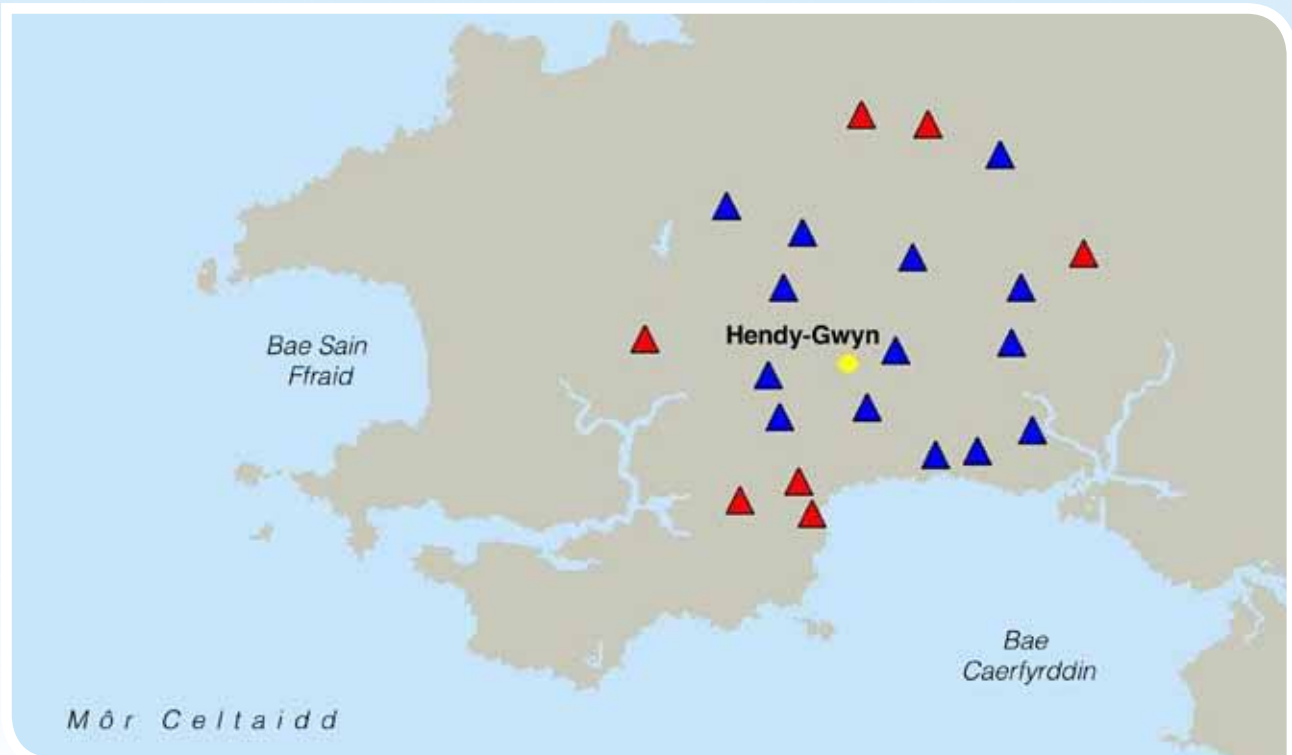 Hendy-Gwyn
Bae Sain
Ffraid
Bae
Caerfyrddin
Môr Celtaidd